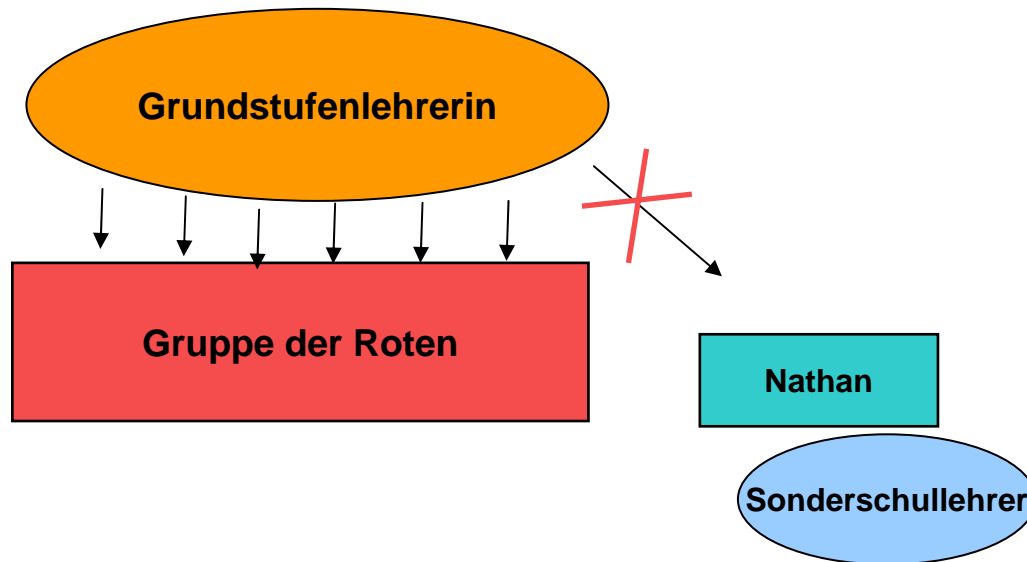 Grundstufenlehrerin
Gruppe der Roten
Nathan
Sonderschullehrer